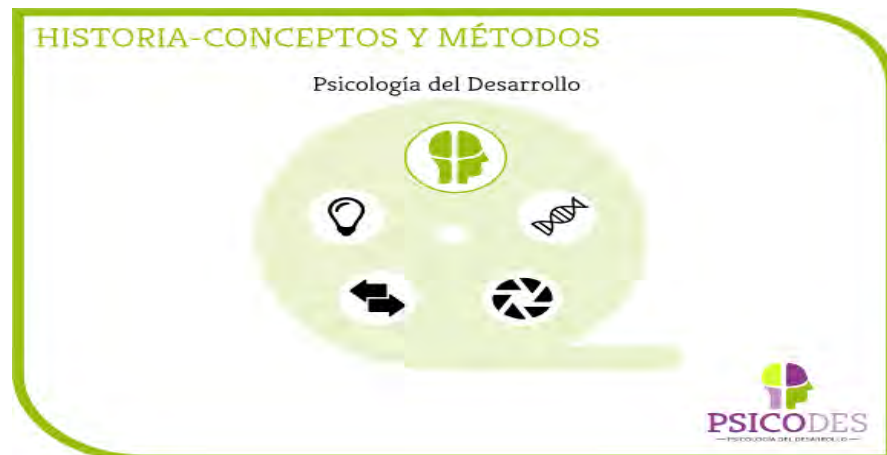 HISTORIA-CONCEPTOS Y MÉTODOS
Psicología del Desarrollo
PSICODES
PSICOLOGÍA DEL DESARROLLO